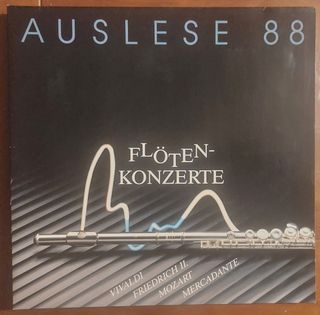 AUSLESE 88
FLÖTEN-
KONZERTE
VIVALDI
FRIEDRICH II.
MOZART
MERCADANTE